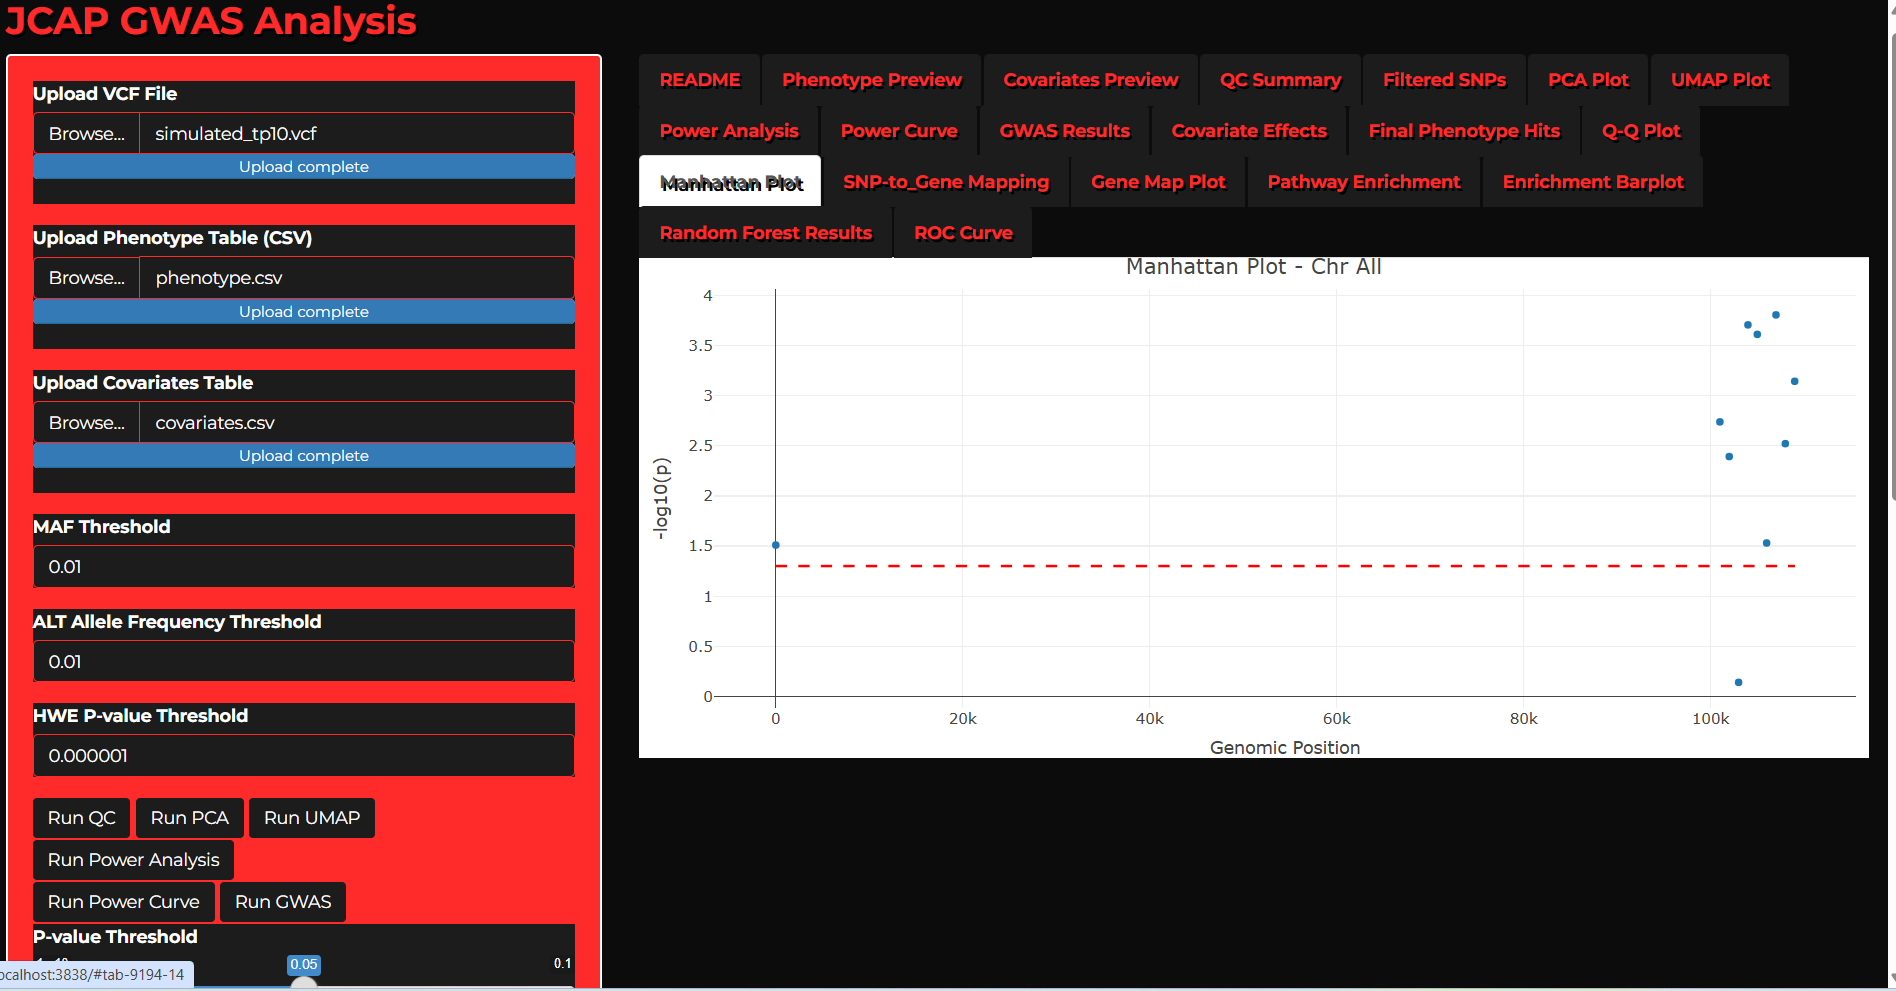 JCAP GWAS Analysis
Upload VCF File
Browse... simulated_tp10.vcf
Upload complete
Upload Phenotype Table (CSV)
Browse... phenotype.csv
Upload complete
Upload Covariates Table
Browse... covariates.csv
Upload complete
MAF Threshold
0.01
ALT Allele Frequency Threshold
0.01
HWE P-value Threshold
0.000001
Run QC Run PCA Run UMAP
Run Power Analysis
Run Power Curve Run GWAS
P-value Threshold
0.05 0.1
ocalhost:3838/#tab-9194-14
README Phenotype Preview Covariates Preview QC Summary Filtered SNPs PCA Plot UMAP Plot
Power Analysis Power Curve GWAS Results Covariate Effects Final Phenotype Hits Q-Q Plot
Manhattan Plot SNP-to_Gene Mapping Gene Map Plot Pathway Enrichment Enrichment Barplot
Random Forest Results ROC Curve
Manhattan Plot - Chr All
4
3.5
3
2.5
2
1.5
1
0.5
0
-log10(p)
0 20k 40k 60k 80k 100k
Genomic Position